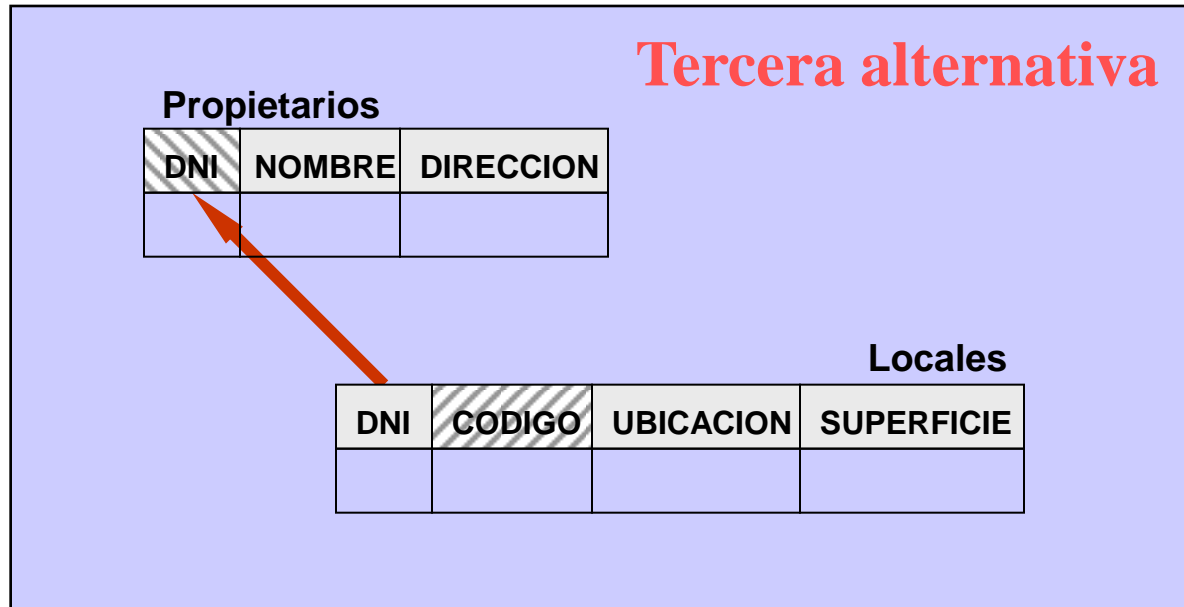 Tercera alternativa
Propietarios
DNI NOMBRE DIRECCION
Locales
DNI CODIGO UBICACION SUPERFICIE